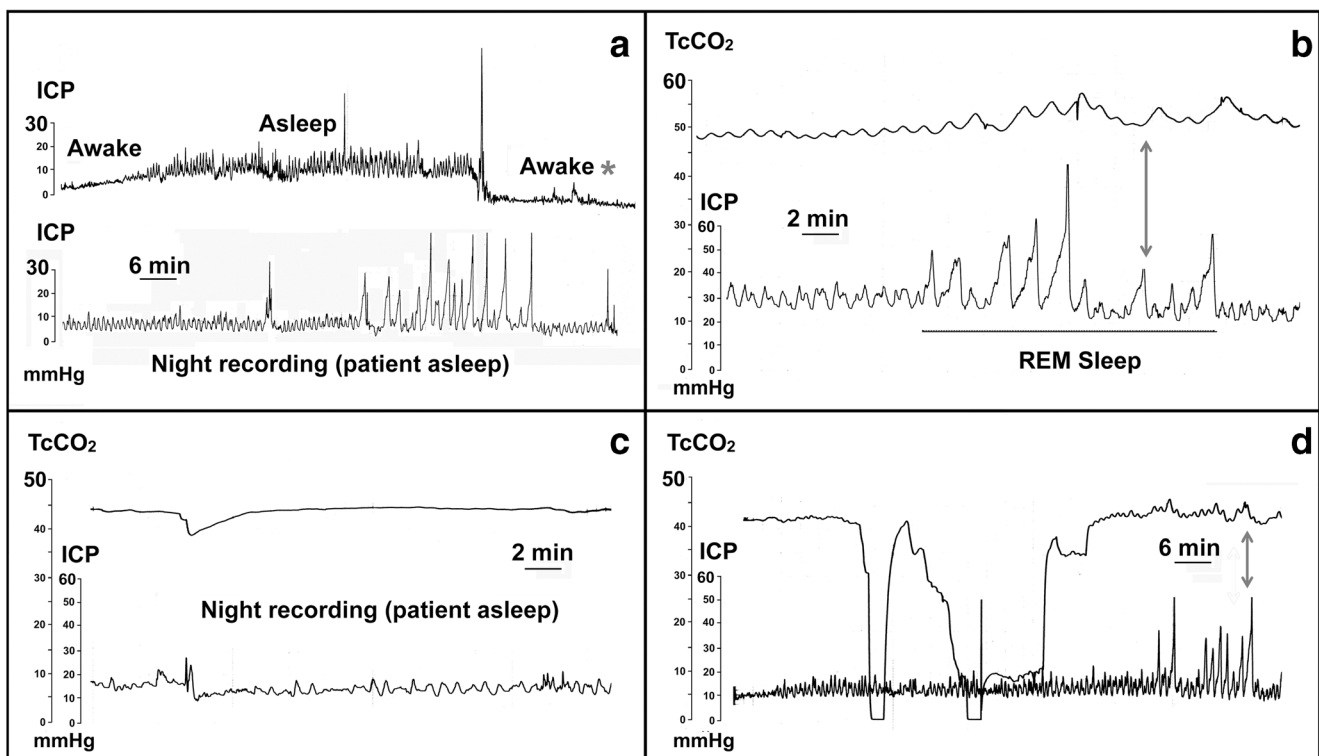 a
ICP
30
20
10
0
Awake
Asleep
Awake *
ICP
30
20
10
0
mmHg
6 min
Night recording (patient asleep)
b
TcCO₂
60
50
40
30
20
10
0
ICP
60
50
40
30
20
10
0
mmHg
2 min
REM Sleep
c
TcCO₂
50
40
30
20
10
0
ICP
60
50
40
30
20
10
0
mmHg
2 min
Night recording (patient asleep)
d
TcCO₂
50
40
30
20
10
0
ICP
60
50
40
30
20
10
0
mmHg
6 min